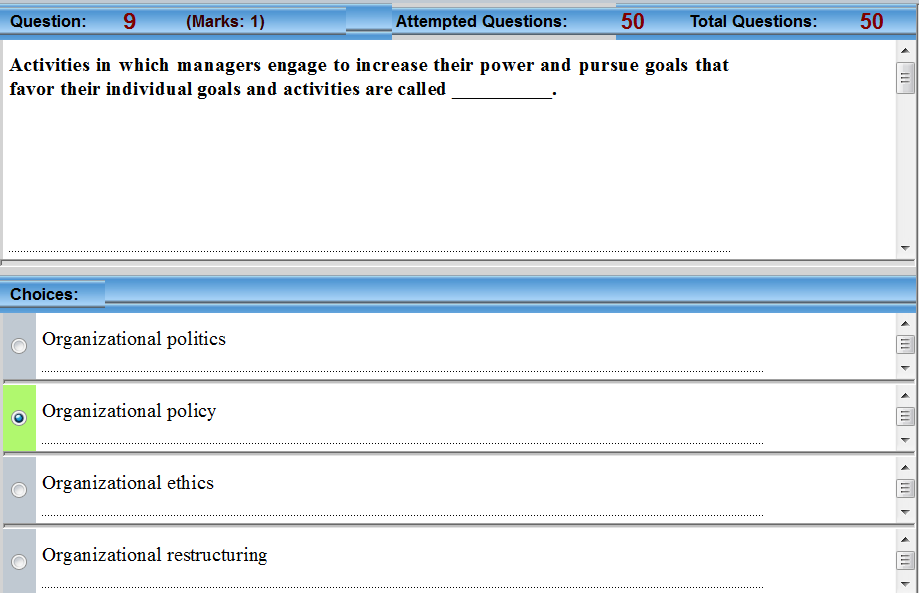 Question: 9 (Marks: 1) Attempted Questions: 50 Total Questions: 50
Activities in which managers engage to increase their power and pursue goals that
favor their individual goals and activities are called ___________.
Choices:
Organizational politics
Organizational policy
Organizational ethics
Organizational restructuring